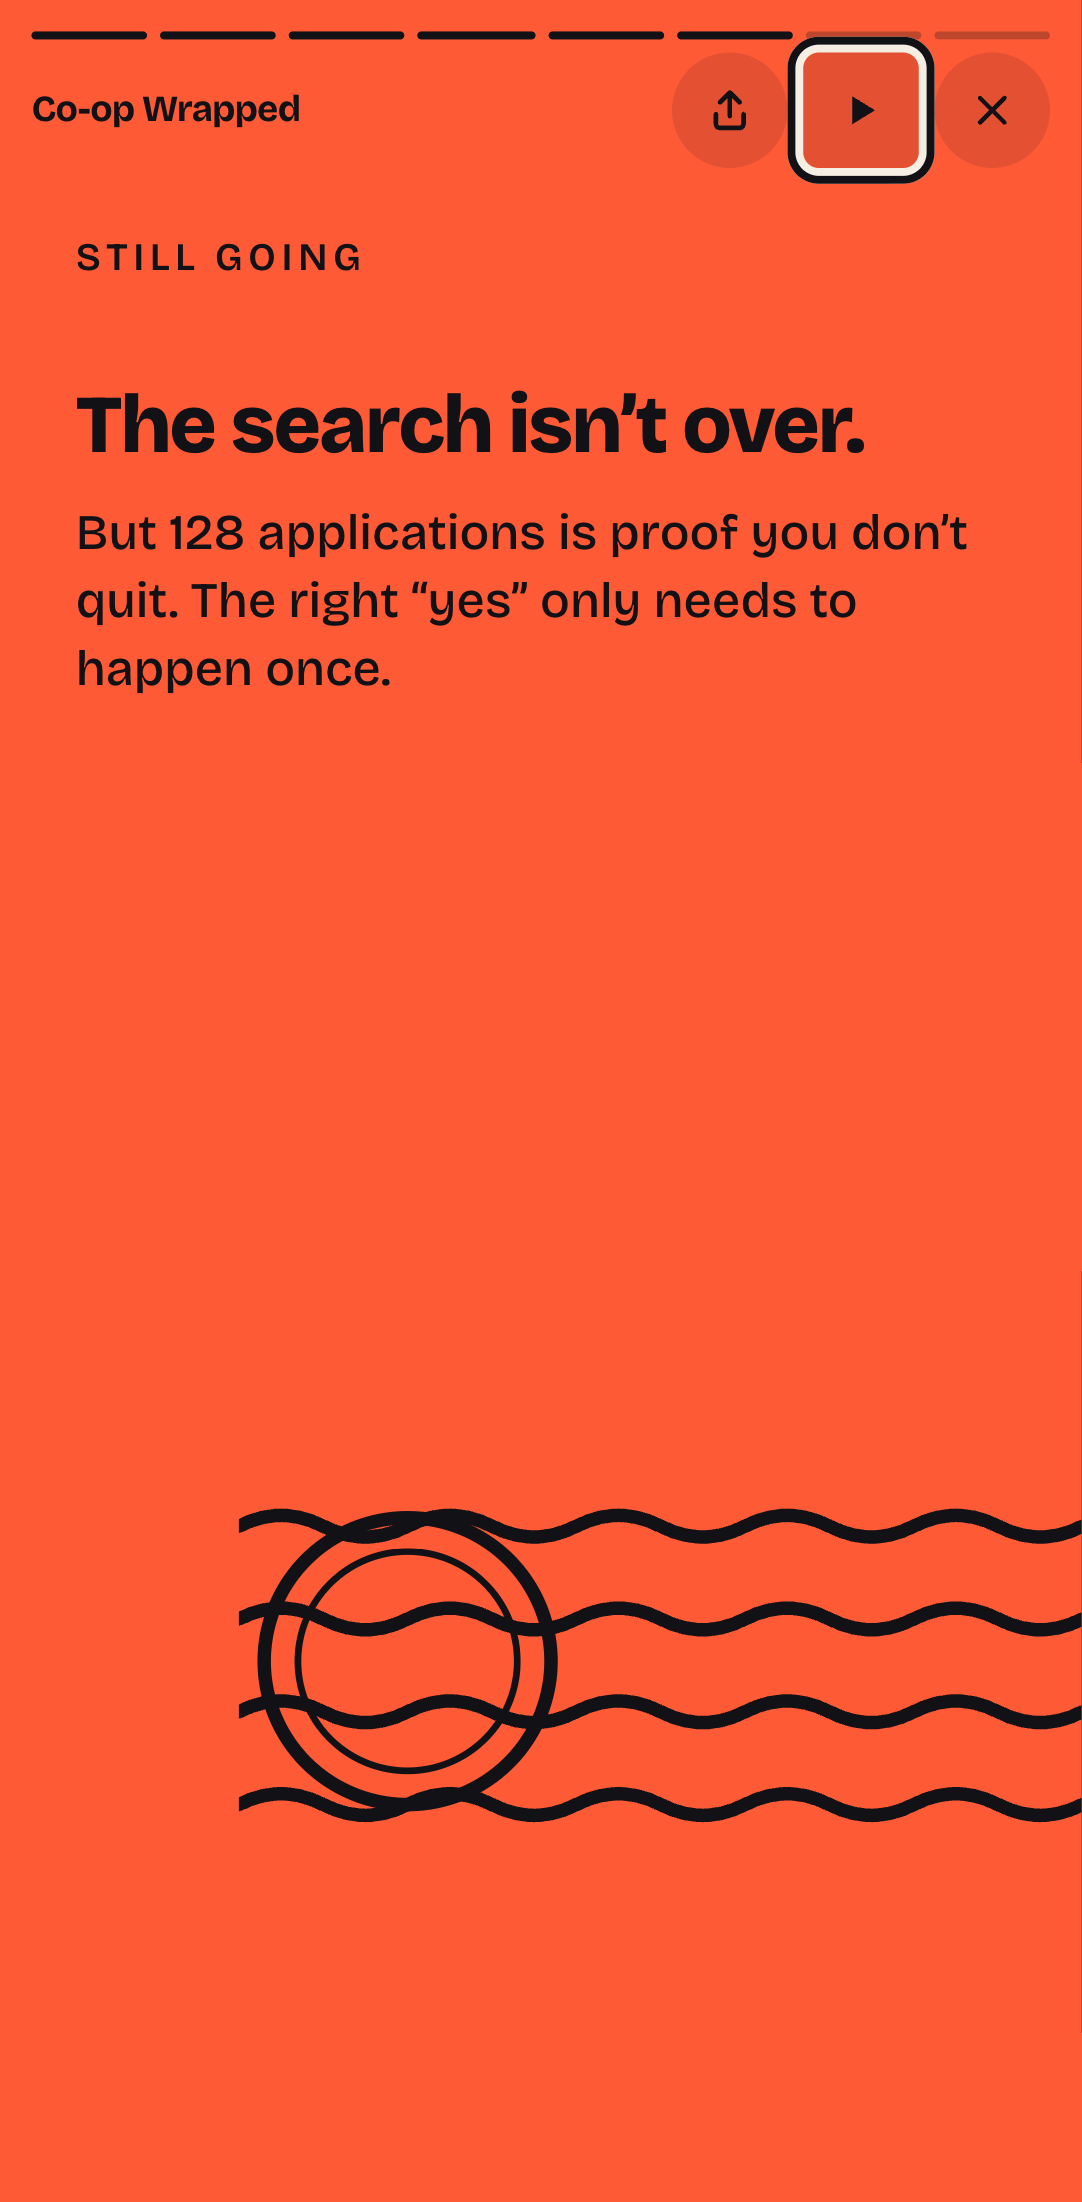 Co-op Wrapped
STILL GOING
The search isn’t over.
But 128 applications is proof you don’t
quit. The right “yes” only needs to
happen once.